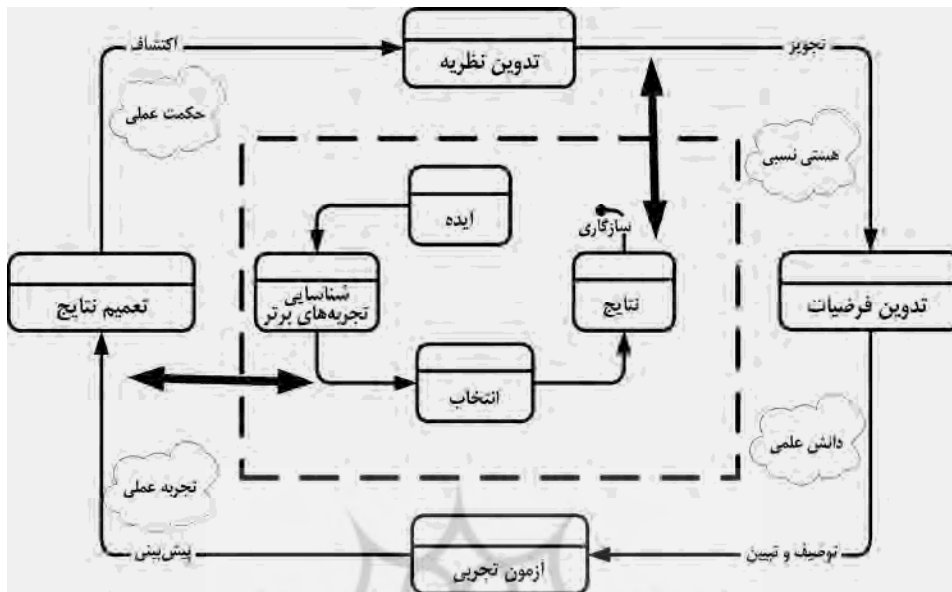 اکتشاف
تدوین نظریه
تجویز
حکمت عملی
هستی نسبی
ایده
سازگاری
تعمیم نتایج
شناسایی
تجربه‌های برتر
نتایج
تدوین فرضیات
انتخاب
دانش علمی
تجربه عملی
پیش‌بینی
آزمون تجربی
توصیف و تبیین